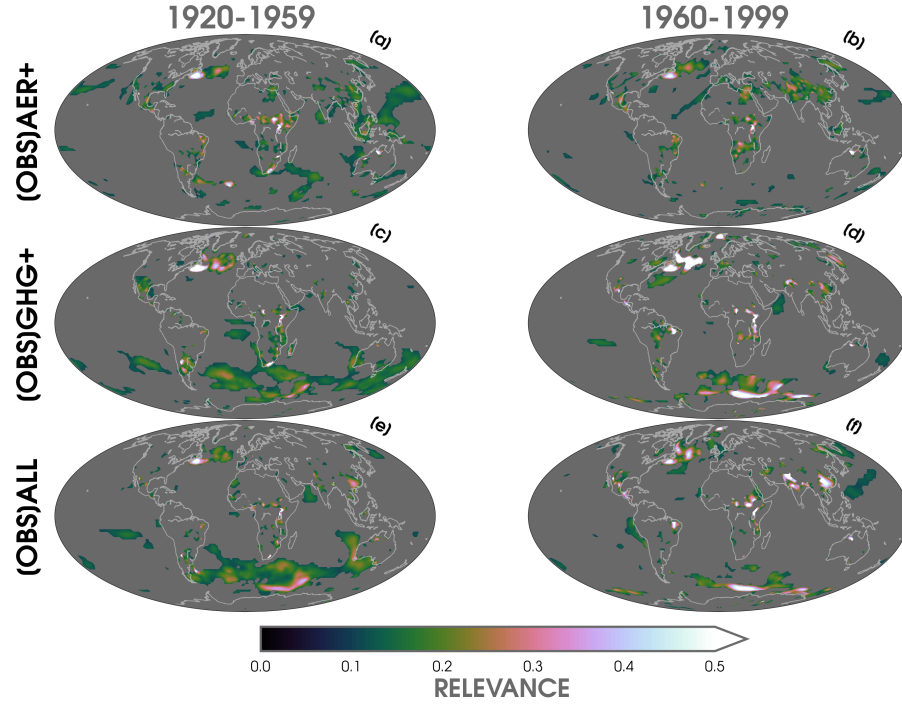 1920-1959
1960-1999
(OBS)AER+
(a)
(b)
(OBS)GHG+
(c)
(d)
(OBS)ALL
(e)
(f)
0.0 0.1 0.2 0.3 0.4 0.5
RELEVANCE